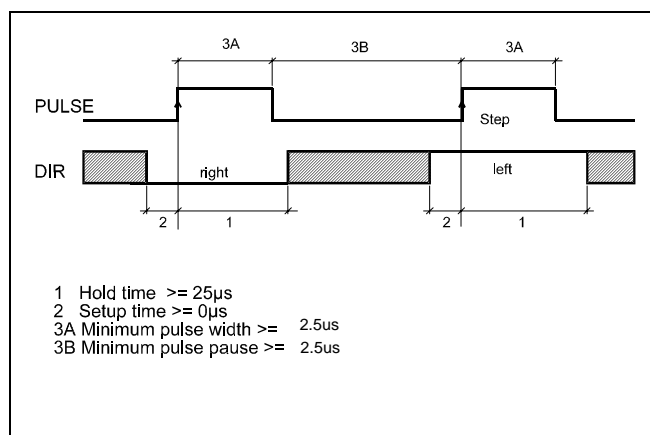 3A 3B 3A
PULSE
Step
DIR
right left
2 1 2 1
1 Hold time >= 25µs
2 Setup time >= 0µs
3A Minimum pulse width >= 2.5us
3B Minimum pulse pause >= 2.5us